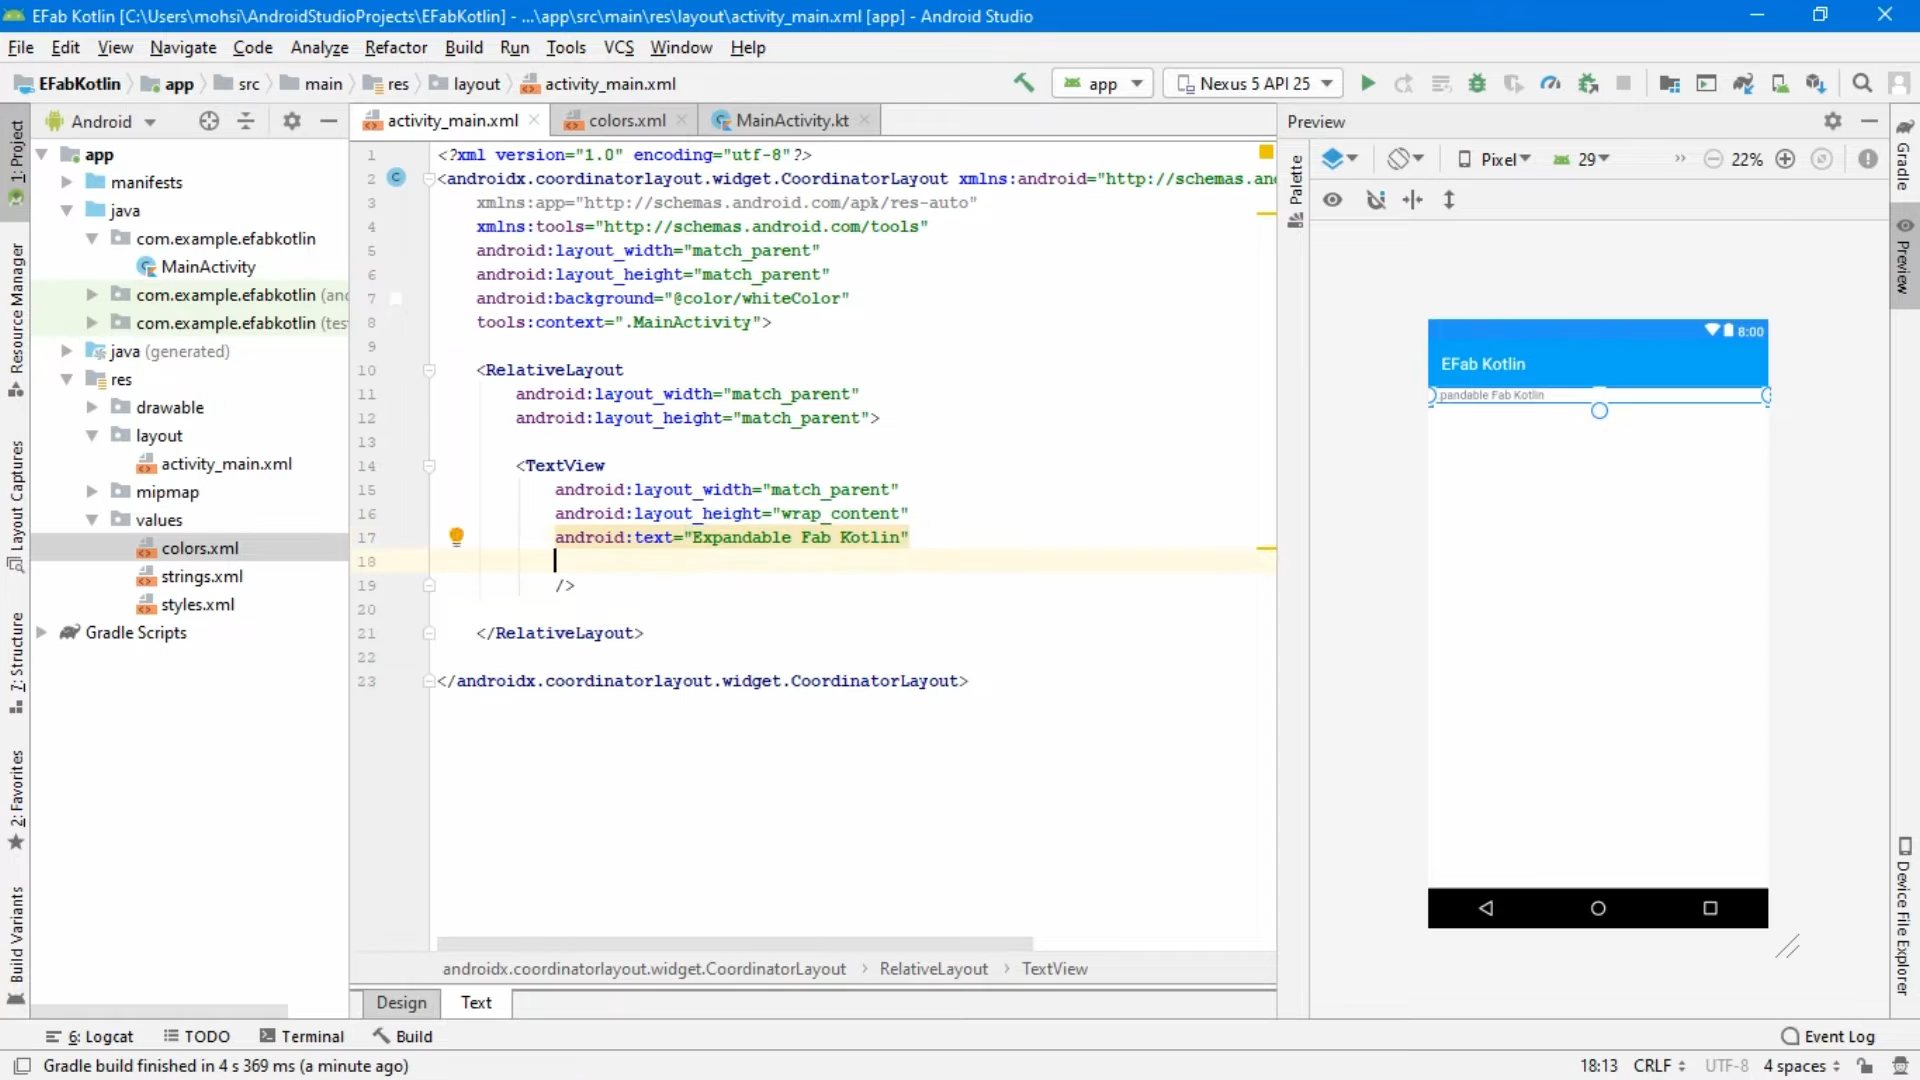 EFab Kotlin [C:\Users\mohsi\AndroidStudioProjects\EFabKotlin] - ...\app\src\main\res\layout\activity_main.xml [app] - Android Studio
File Edit View Navigate Code Analyze Refactor Build Run Tools VCS Window Help
EFabKotlin app src main res layout activity_main.xml app Nexus 5 API 25
1: Project
Resource Manager
Layout Captures
7: Structure
2: Favorites
Build Variants
Android
app
manifests
java
com.example.efabkotlin
MainActivity
com.example.efabkotlin (and
com.example.efabkotlin (tes
java (generated)
res
drawable
layout
activity_main.xml
mipmap
values
colors.xml
strings.xml
styles.xml
Gradle Scripts
activity_main.xml colors.xml MainActivity.kt
1 <?xml version="1.0" encoding="utf-8"?>
2 <androidx.coordinatorlayout.widget.CoordinatorLayout xmlns:android="http://schemas.an
3 xmlns:app="http://schemas.android.com/apk/res-auto"
4 xmlns:tools="http://schemas.android.com/tools"
5 android:layout_width="match_parent"
6 android:layout_height="match_parent"
7 android:background="@color/whiteColor"
8 tools:context=".MainActivity">
9
10 <RelativeLayout
11 android:layout_width="match_parent"
12 android:layout_height="match_parent">
13
14 <TextView
15 android:layout_width="match_parent"
16 android:layout_height="wrap_content"
17 android:text="Expandable Fab Kotlin"
18
19 />
20
21 </RelativeLayout>
22
23 </androidx.coordinatorlayout.widget.CoordinatorLayout>
androidx.coordinatorlayout.widget.CoordinatorLayout RelativeLayout TextView
Design Text
Preview
Palette
Pixel 29 22%
8:00
EFab Kotlin
pandable Fab Kotlin
Gradle
Preview
Device File Explorer
6: Logcat TODO Terminal Build Event Log
Gradle build finished in 4 s 369 ms (a minute ago) 18:13 CRLF UTF-8 4 spaces